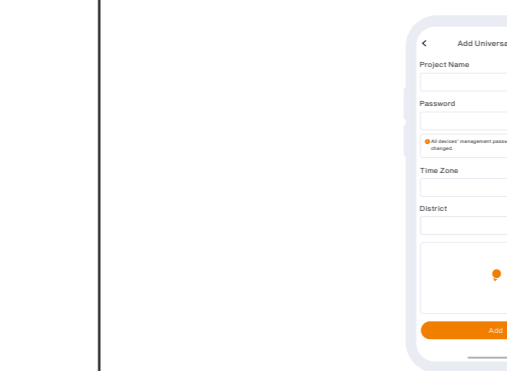 Add Universa
Project Name
Password
All devices' management passw
changed.
Time Zone
District
Add